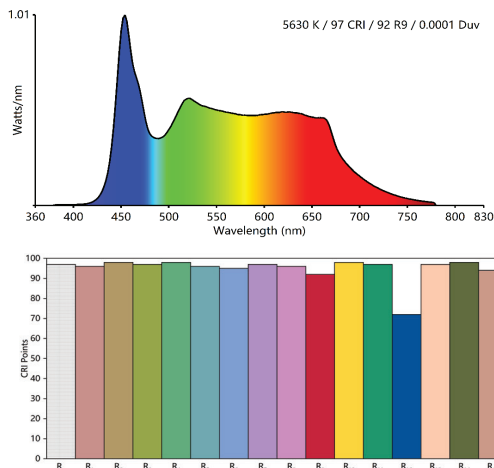 1.01
5630 K / 97 CRI / 92 R9 / 0.0001 Duv
Watts/nm
360 400 450 500 550 600 650 700 750 800 830
Wavelength (nm)
100
90
80
70
60
50
40
30
20
10
0
CRI Points
R R R R R R R R R R R R R R R R